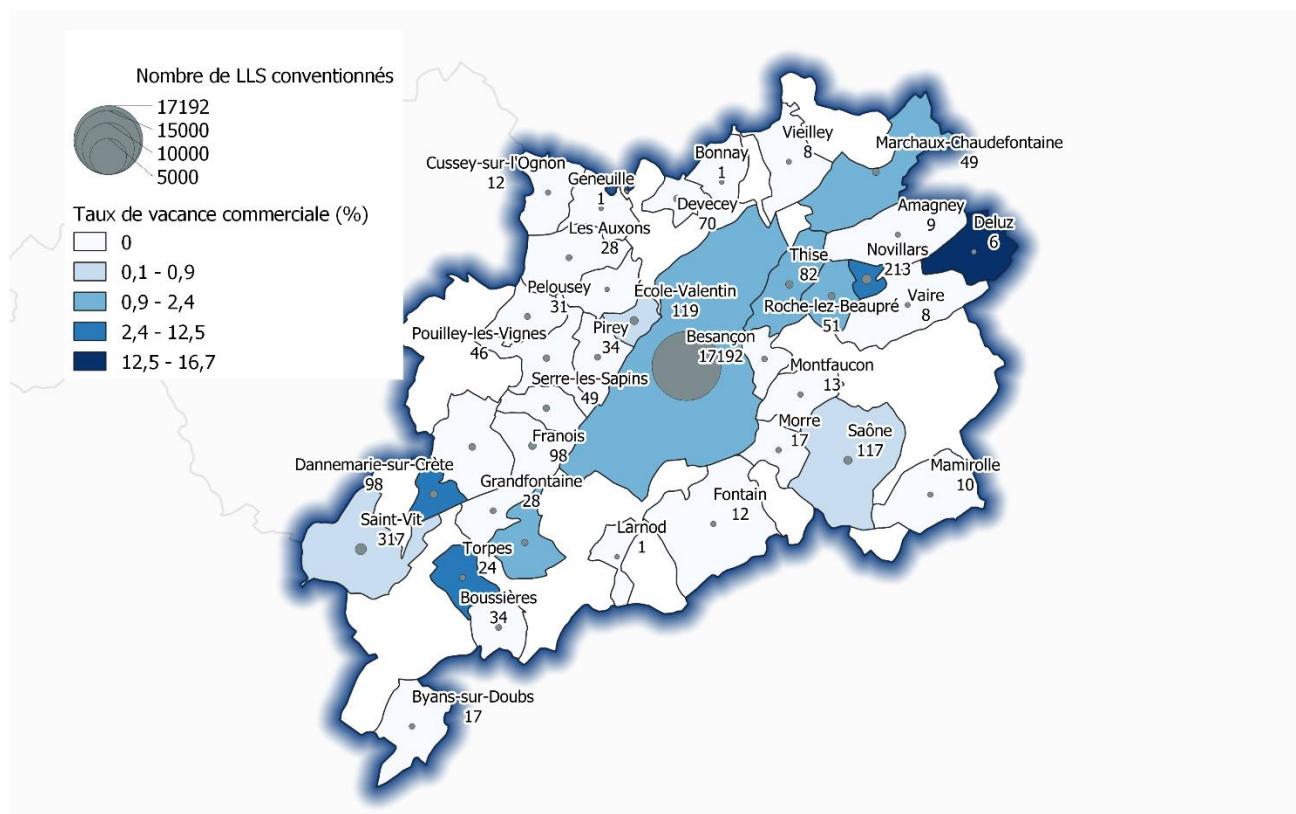 Nombre de LLS conventionnés
17192
15000
10000
5000
Taux de vacance commerciale (%)
0
0,1 - 0,9
0,9 - 2,4
2,4 - 12,5
12,5 - 16,7
Vieilley
8
Marchaux-Chaudefontaine
49
Bonnay
1
Cussey-sur-l'Ognon
12
Geneuille
1
Devecey
70
Amagney
9
Deluz
6
Les Auxons
28
Thise
82
Novillars
213
Pelousey
31
École-Valentin
119
Roche-lez-Beaupré
51
Vaire
8
Pouilley-les-Vignes
46
Pirey
34
Besançon
17192
Serre-les-Sapins
49
Montfaucon
13
Morre
17
Saône
117
Franois
98
Dannemarie-sur-Crète
98
Grandfontaine
28
Mamirolle
10
Fontain
12
Saint-Vit
317
Larnod
1
Torpes
24
Boussières
34
Byans-sur-Doubs
17